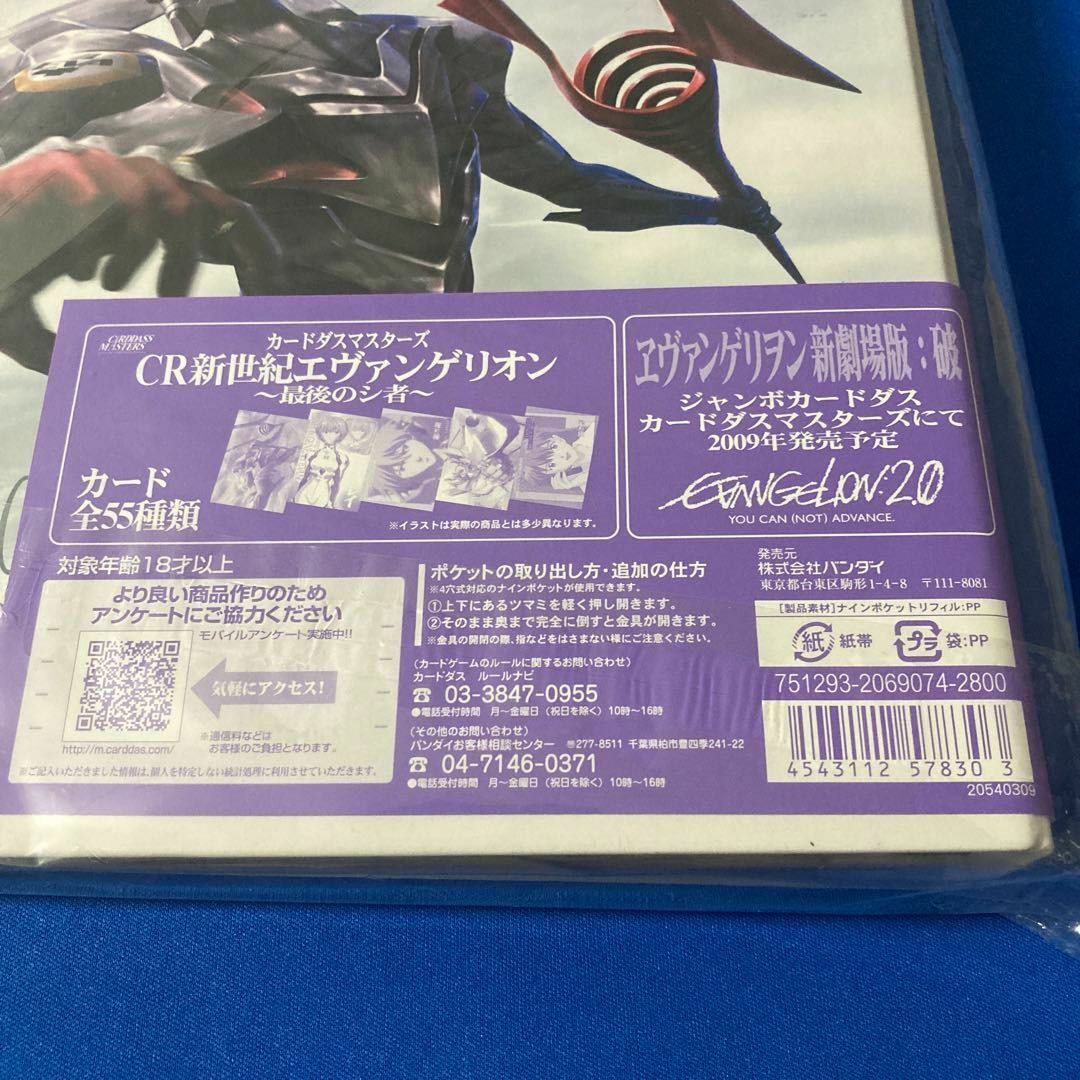 CARDDASS
MASTERS
カードダスマスターズ
CR新世紀エヴァンゲリオン
～最後のシ者～
カード
全55種類
※イラストは実際の商品とは多少異なります。
ヱヴァンゲリヲン 新劇場版：破
ジャンボカードダス
カードダスマスターズにて
2009年発売予定
EVANGELION:2.0
YOU CAN (NOT) ADVANCE.
対象年齢18才以上
より良い商品作りのため
アンケートにご協力ください
モバイルアンケート実施中!!
気軽にアクセス!
http://m.carddas.com/
※通信料などは
お客様のご負担となります。
※ご記入いただきました情報は、個人を特定しない統計処理に利用させていただきます。
ポケットの取り出し方・追加の仕方
※4穴式対応のナインポケットが使用できます。
①上下にあるツマミを軽く押し開きます。
②そのまま奥まで完全に倒すと金具が開きます。
※金具の開閉の際、指などをはさまない様にご注意ください。
(カードゲームのルールに関するお問い合わせ)
カードダス ルールナビ
☎ 03-3847-0955
●電話受付時間 月～金曜日(祝日を除く)10時～16時
(その他のお問い合わせ)
バンダイお客様相談センター 〒277-8511 千葉県柏市豊四季241-22
☎ 04-7146-0371
●電話受付時間 月～金曜日(祝日を除く)10時～16時
発売元
株式会社バンダイ
東京都台東区駒形1-4-8 〒111-8081
[製品素材]ナインポケットリフィル:PP
紙 紙帯 プラ 袋:PP
751293-2069074-2800
4543112 57830 3
20540309